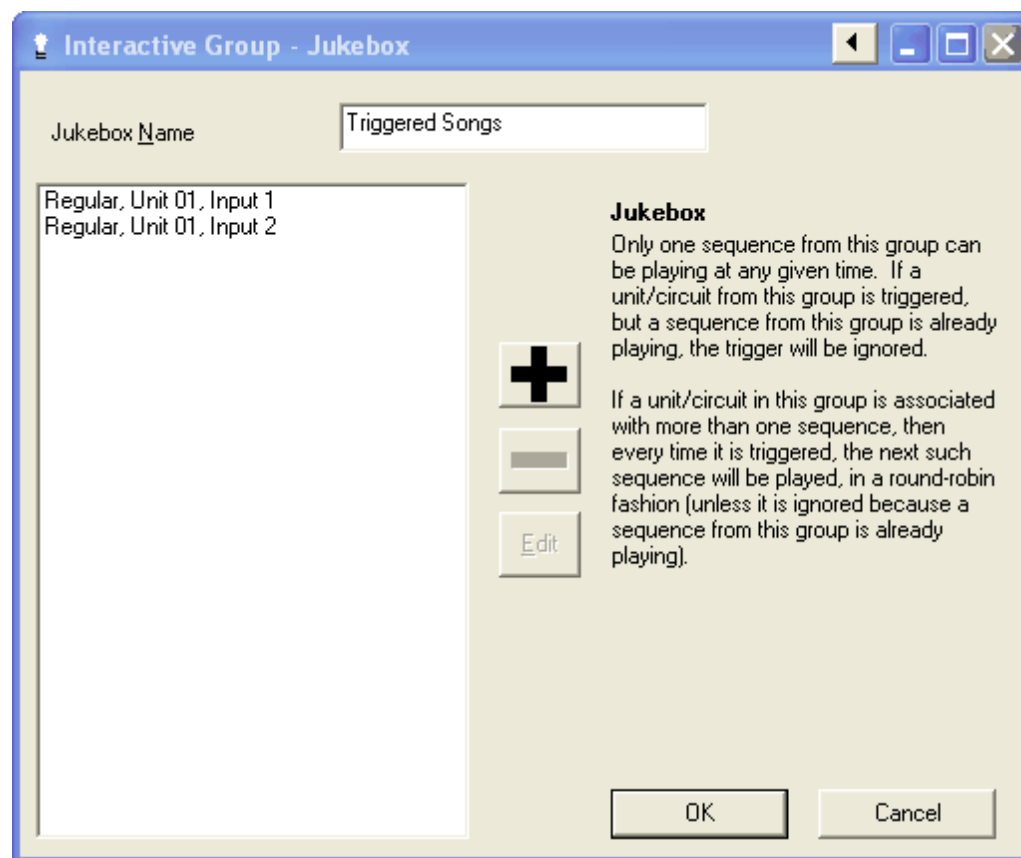 Interactive Group - Jukebox
Jukebox Name
Triggered Songs
Regular, Unit 01, Input 1
Regular, Unit 01, Input 2
Jukebox
Only one sequence from this group can
be playing at any given time. If a
unit/circuit from this group is triggered,
but a sequence from this group is already
playing, the trigger will be ignored.
If a unit/circuit in this group is associated
with more than one sequence, then
every time it is triggered, the next such
sequence will be played, in a round-robin
fashion (unless it is ignored because a
sequence from this group is already
playing).
Edit
OK
Cancel